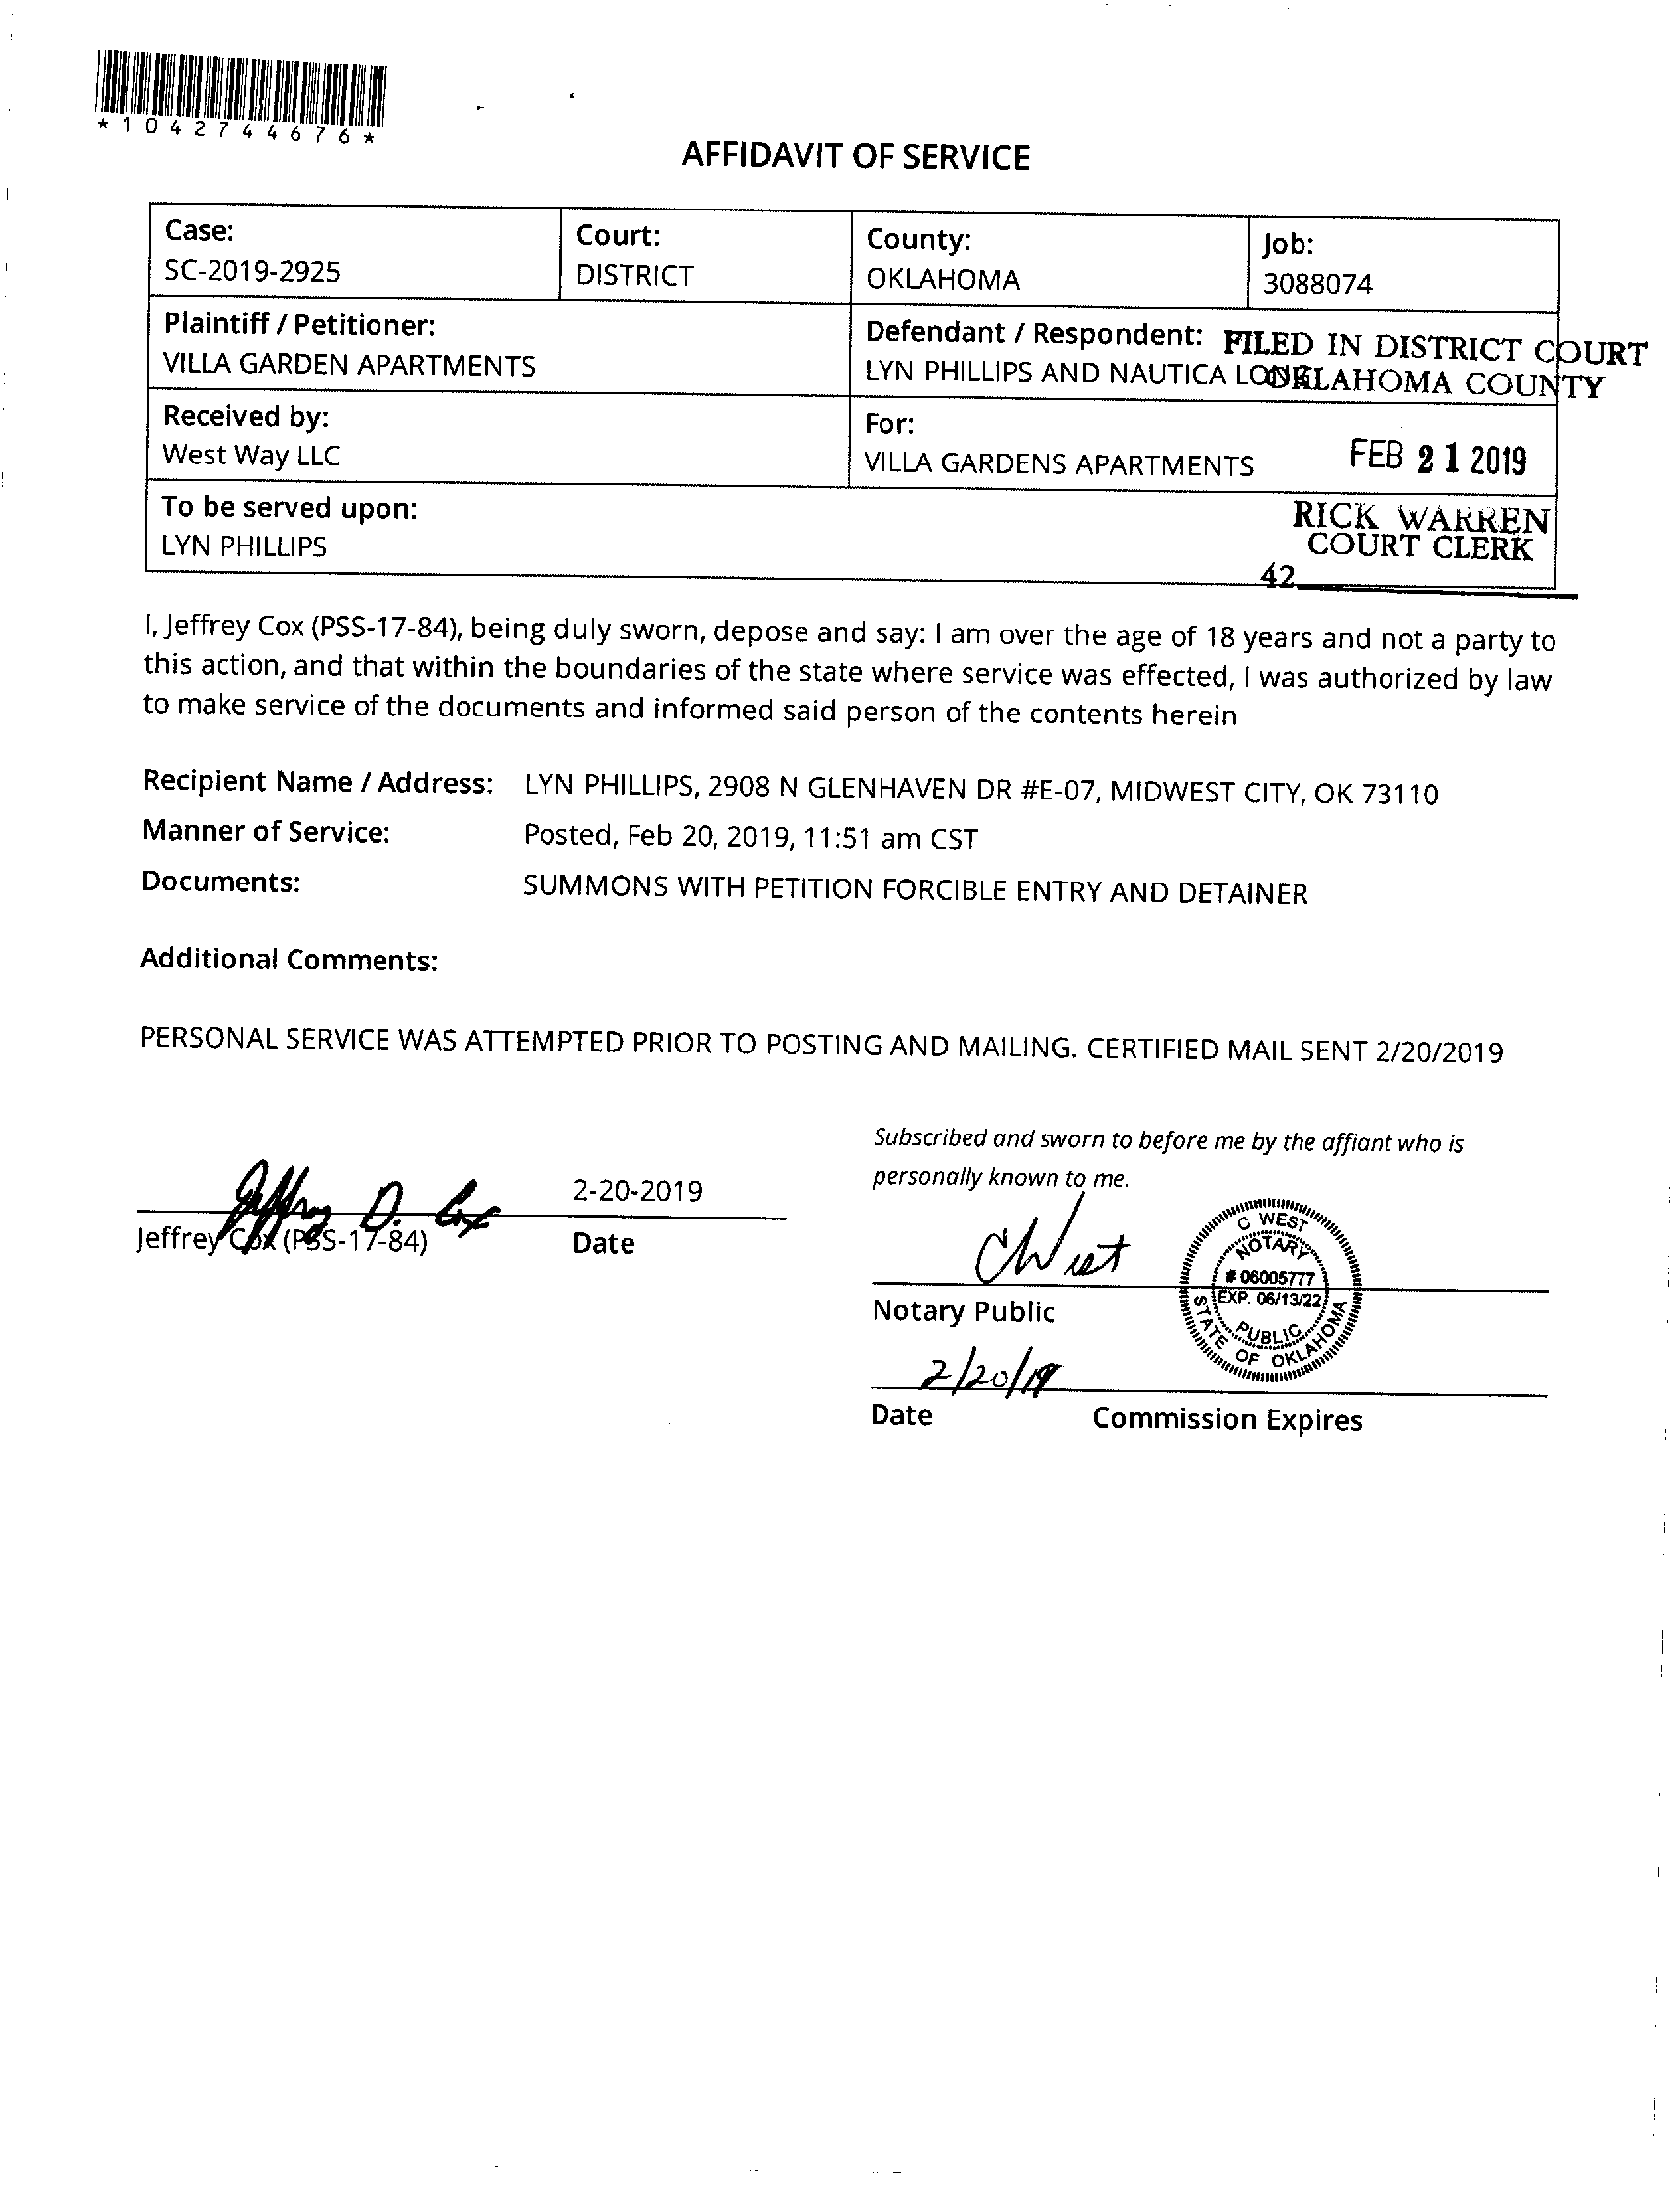 *1042744676*
AFFIDAVIT OF SERVICE
Case:
SC-2019-2925
Court:
DISTRICT
County:
OKLAHOMA
Job:
3088074
Plaintiff / Petitioner:
VILLA GARDEN APARTMENTS
Defendant / Respondent:
LYN PHILLIPS AND NAUTICA
FILED IN DISTRICT COURT
OKLAHOMA COUNTY
Received by:
West Way LLC
For:
VILLA GARDENS APARTMENTS
FEB 21 2019
To be served upon:
LYN PHILLIPS
RICK WARREN
COURT CLERK
42
I, Jeffrey Cox (PSS-17-84), being duly sworn, depose and say: I am over the age of 18 years and not a party to
this action, and that within the boundaries of the state where service was effected, I was authorized by law
to make service of the documents and informed said person of the contents herein
Recipient Name / Address: LYN PHILLIPS, 2908 N GLENHAVEN DR #E-07, MIDWEST CITY, OK 73110
Manner of Service: Posted, Feb 20, 2019, 11:51 am CST
Documents: SUMMONS WITH PETITION FORCIBLE ENTRY AND DETAINER
Additional Comments:
PERSONAL SERVICE WAS ATTEMPTED PRIOR TO POSTING AND MAILING. CERTIFIED MAIL SENT 2/20/2019
Jeffrey D. Cox
2-20-2019
Jeffrey Cox (PSS-17-84)
Date
Subscribed and sworn to before me by the affiant who is
personally known to me.
C West
C WEST
NOTARY
# 06005777
EXP. 06/13/22
PUBLIC
STATE OF OKLAHOMA
Notary Public
2/20/19
Date
Commission Expires